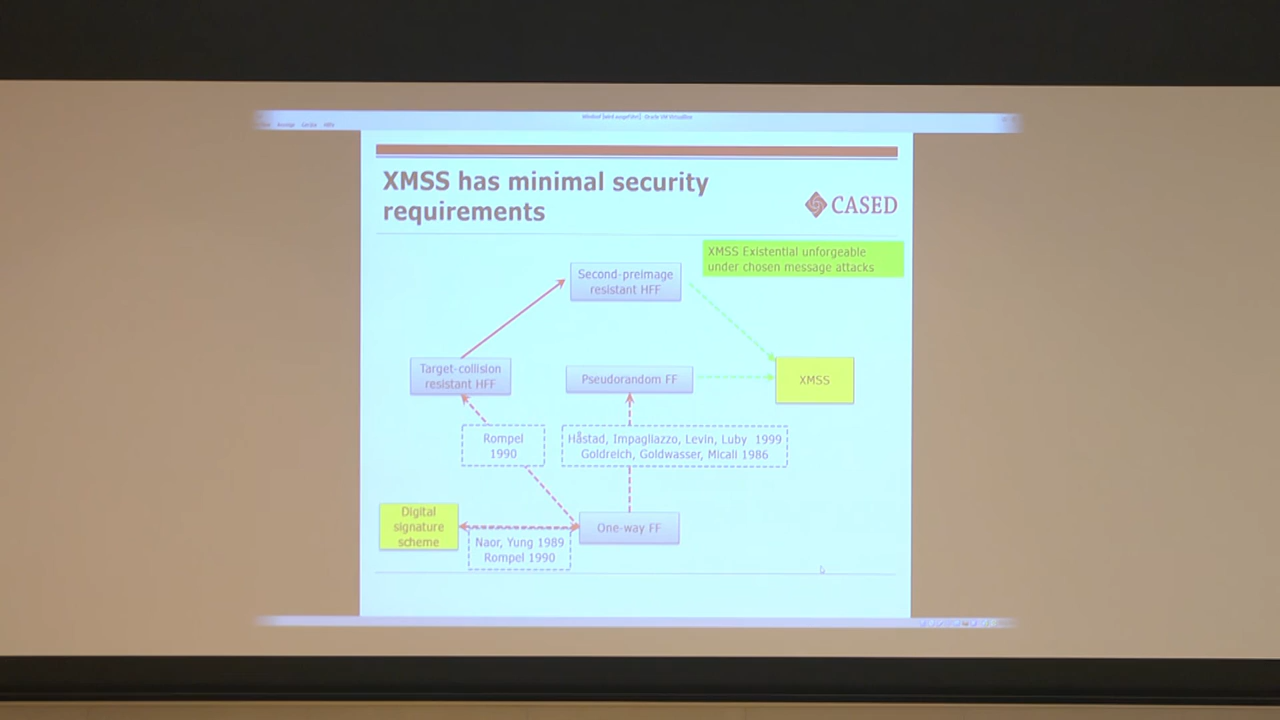 XMSS has minimal security
requirements
CASED
XMSS Existential unforgeable
under chosen message attacks
Second-preimage
resistant HFF
Target-collision
resistant HFF
Pseudorandom FF
XMSS
Rompel
1990
Håstad, Impagliazzo, Levin, Luby 1999
Goldreich, Goldwasser, Micali 1986
Digital
signature
scheme
One-way FF
Naor, Yung 1989
Rompel 1990